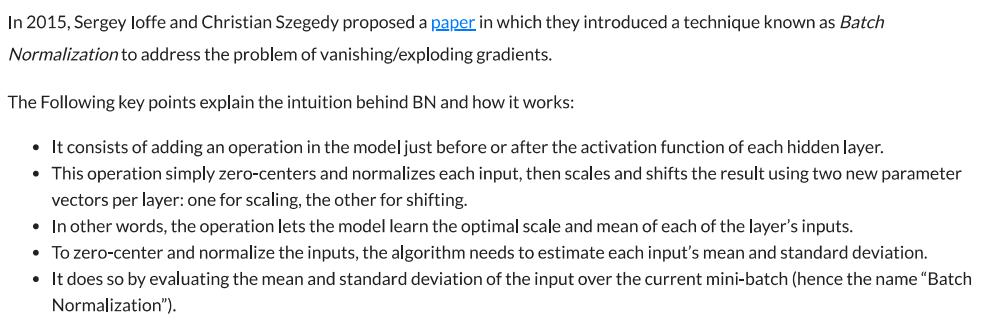 In 2015, Sergey Ioffe and Christian Szegedy proposed a paper in which they introduced a technique known as Batch
Normalization to address the problem of vanishing/exploding gradients.
The Following key points explain the intuition behind BN and how it works:
• It consists of adding an operation in the model just before or after the activation function of each hidden layer.
• This operation simply zero-centers and normalizes each input, then scales and shifts the result using two new parameter
vectors per layer: one for scaling, the other for shifting.
• In other words, the operation lets the model learn the optimal scale and mean of each of the layer's inputs.
• To zero-center and normalize the inputs, the algorithm needs to estimate each input's mean and standard deviation.
• It does so by evaluating the mean and standard deviation of the input over the current mini-batch (hence the name “Batch
Normalization”).